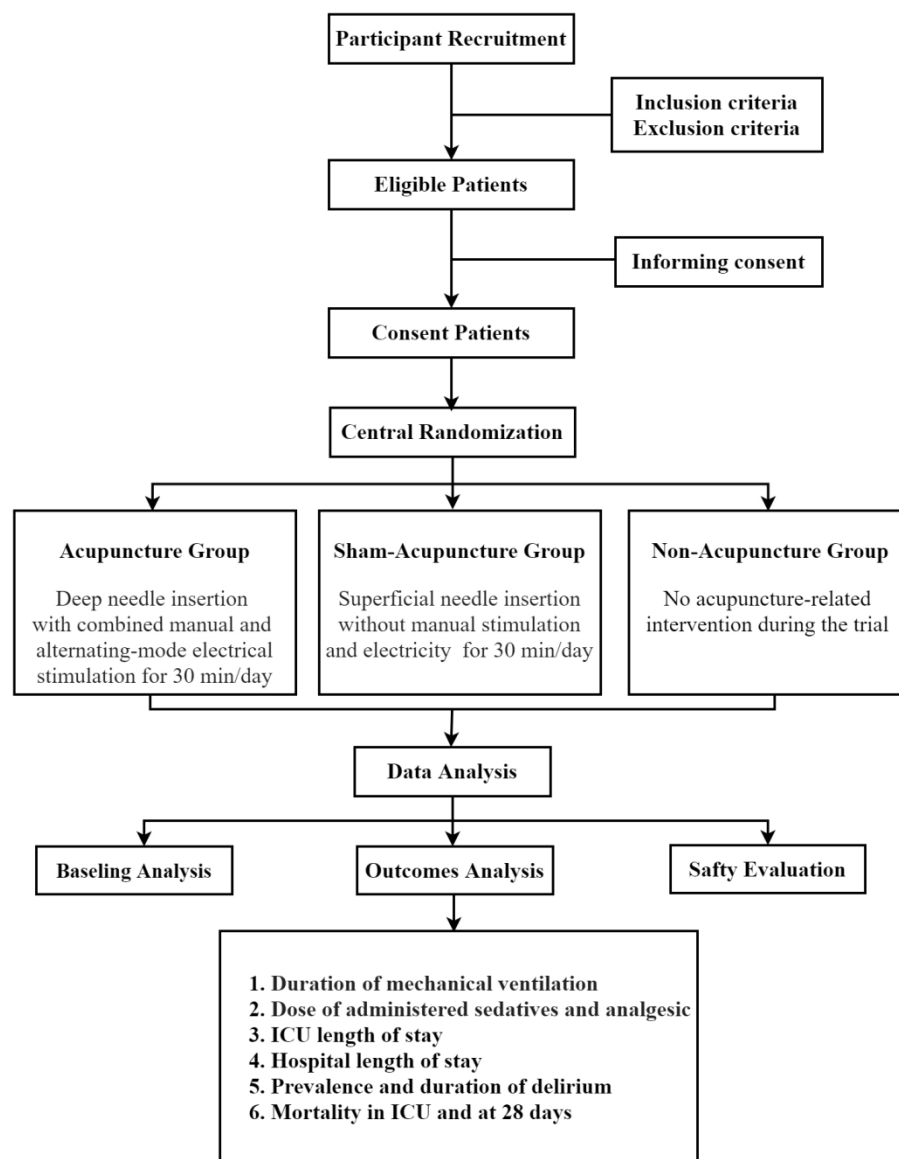 Participant Recruitment
Inclusion criteria
Exclusion criteria
Eligible Patients
Informing consent
Consent Patients
Central Randomization
Acupuncture Group
Deep needle insertion
with combined manual and
alternating-mode electrical
stimulation for 30 min/day
Sham-Acupuncture Group
Superficial needle insertion
without manual stimulation
and electricity for 30 min/day
Non-Acupuncture Group
No acupuncture-related
intervention during the trial
Data Analysis
Baseling Analysis
Outcomes Analysis
Safty Evaluation
1. Duration of mechanical ventilation
2. Dose of administered sedatives and analgesic
3. ICU length of stay
4. Hospital length of stay
5. Prevalence and duration of delirium
6. Mortality in ICU and at 28 days